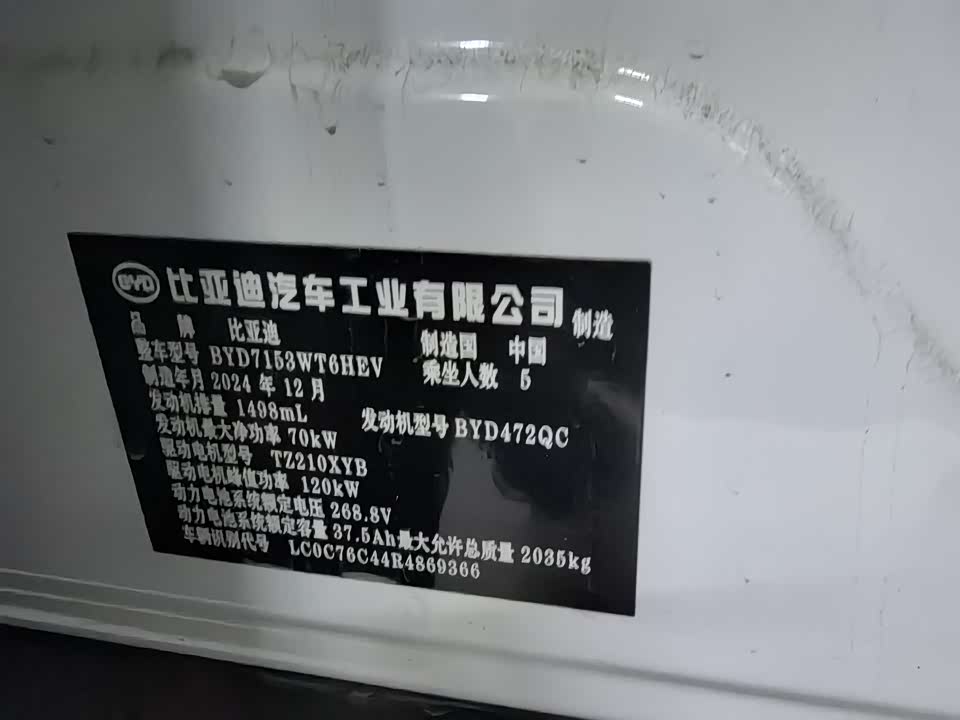 BYD 比亚迪汽车工业有限公司 制造
品牌 比亚迪 制造国 中国
整车型号 BYD7153WT6HEV 乘坐人数 5
制造年月 2024 年 12 月
发动机排量 1498mL 发动机型号 BYD472QC
发动机最大净功率 70kW
驱动电机型号 TZ210XYB
驱动电机峰值功率 120kW
动力电池系统额定电压 268.8V
动力电池系统额定容量 37.5Ah 最大允许总质量 2035kg
车辆识别代号 LC0C76C44R4869366